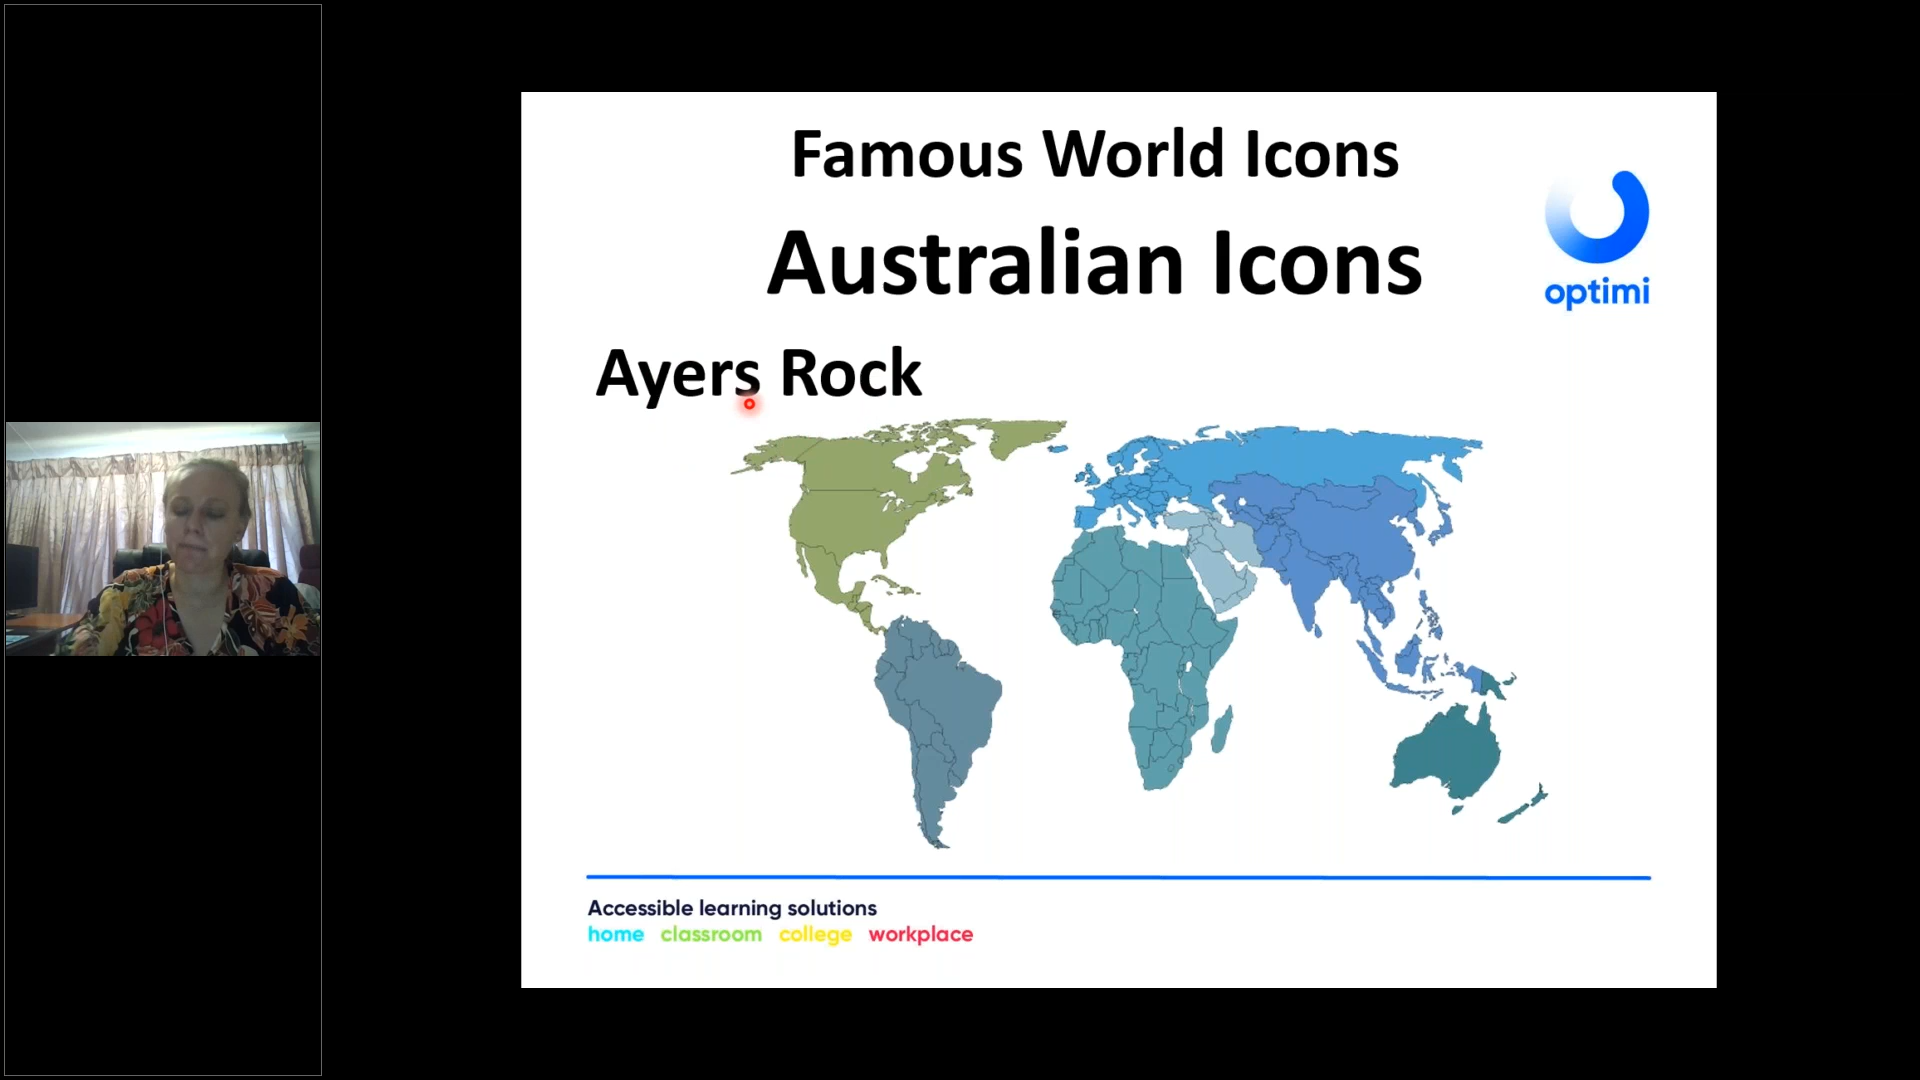 Famous World Icons
Australian Icons
optimi
Ayers Rock
Accessible learning solutions
home classroom college workplace